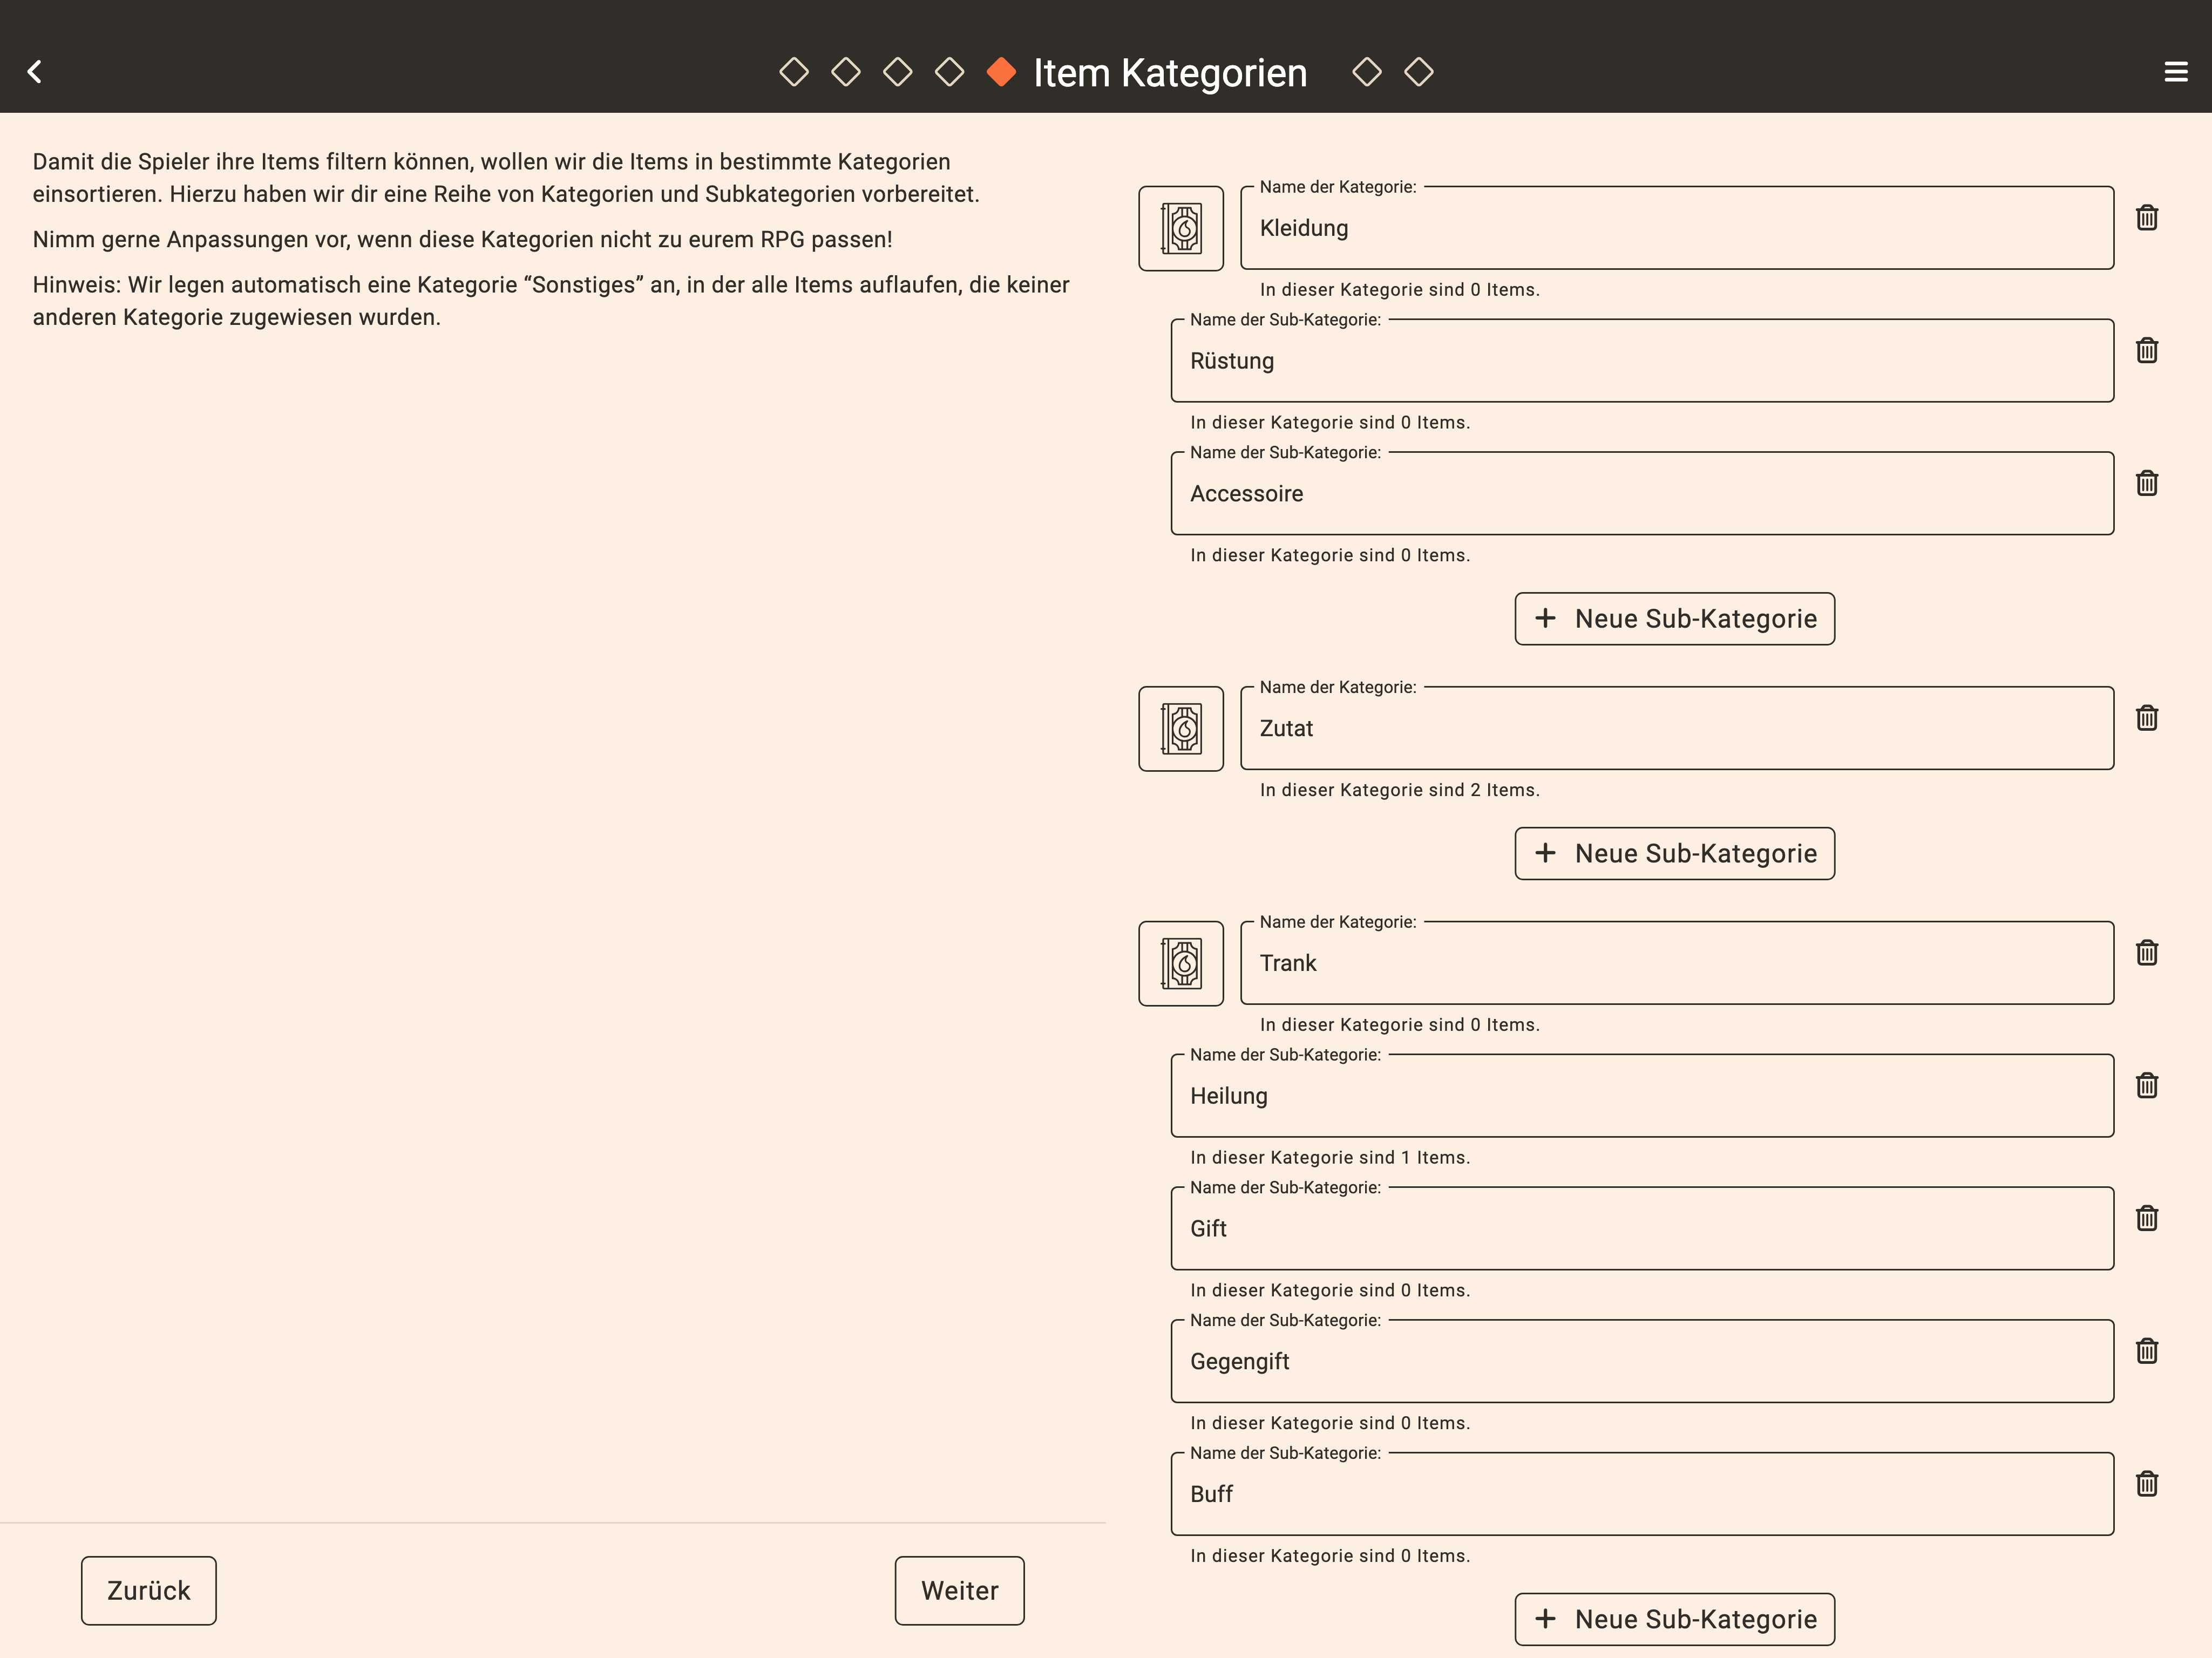 Item Kategorien
Damit die Spieler ihre Items filtern können, wollen wir die Items in bestimmte Kategorien
einsortieren. Hierzu haben wir dir eine Reihe von Kategorien und Subkategorien vorbereitet.
Nimm gerne Anpassungen vor, wenn diese Kategorien nicht zu eurem RPG passen!
Hinweis: Wir legen automatisch eine Kategorie “Sonstiges” an, in der alle Items auflaufen, die keiner
anderen Kategorie zugewiesen wurden.
Zurück
Weiter
Name der Kategorie:
Kleidung
In dieser Kategorie sind 0 Items.
Name der Sub-Kategorie:
Rüstung
In dieser Kategorie sind 0 Items.
Name der Sub-Kategorie:
Accessoire
In dieser Kategorie sind 0 Items.
+ Neue Sub-Kategorie
Name der Kategorie:
Zutat
In dieser Kategorie sind 2 Items.
+ Neue Sub-Kategorie
Name der Kategorie:
Trank
In dieser Kategorie sind 0 Items.
Name der Sub-Kategorie:
Heilung
In dieser Kategorie sind 1 Items.
Name der Sub-Kategorie:
Gift
In dieser Kategorie sind 0 Items.
Name der Sub-Kategorie:
Gegengift
In dieser Kategorie sind 0 Items.
Name der Sub-Kategorie:
Buff
In dieser Kategorie sind 0 Items.
+ Neue Sub-Kategorie